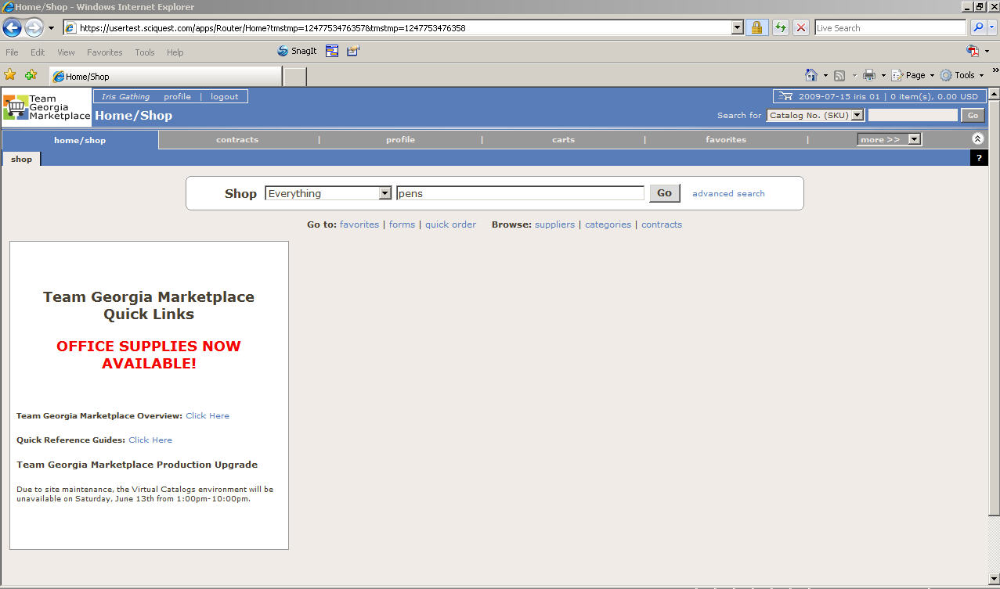 Home/Shop - Windows Internet Explorer
https://usertest.sciquest.com/apps/Router/Home?tmstmp=1247753476357&tmstmp=1247753476358
Live Search
File Edit View Favorites Tools Help
SnagIt
Home/Shop
Page Tools
Team
Georgia
Marketplace
Iris Gathing profile | logout
2009-07-15 iris 01 | 0 item(s), 0.00 USD
Home/Shop
Search for Catalog No. (SKU) Go
home/shop contracts | profile | carts | favorites | more >>
shop
?
Shop Everything pens Go advanced search
Go to: favorites | forms | quick order Browse: suppliers | categories | contracts
Team Georgia Marketplace
Quick Links
OFFICE SUPPLIES NOW
AVAILABLE!
Team Georgia Marketplace Overview: Click Here
Quick Reference Guides: Click Here
Team Georgia Marketplace Production Upgrade
Due to site maintenance, the Virtual Catalogs environment will be
unavailable on Saturday, June 13th from 1:00pm-10:00pm.